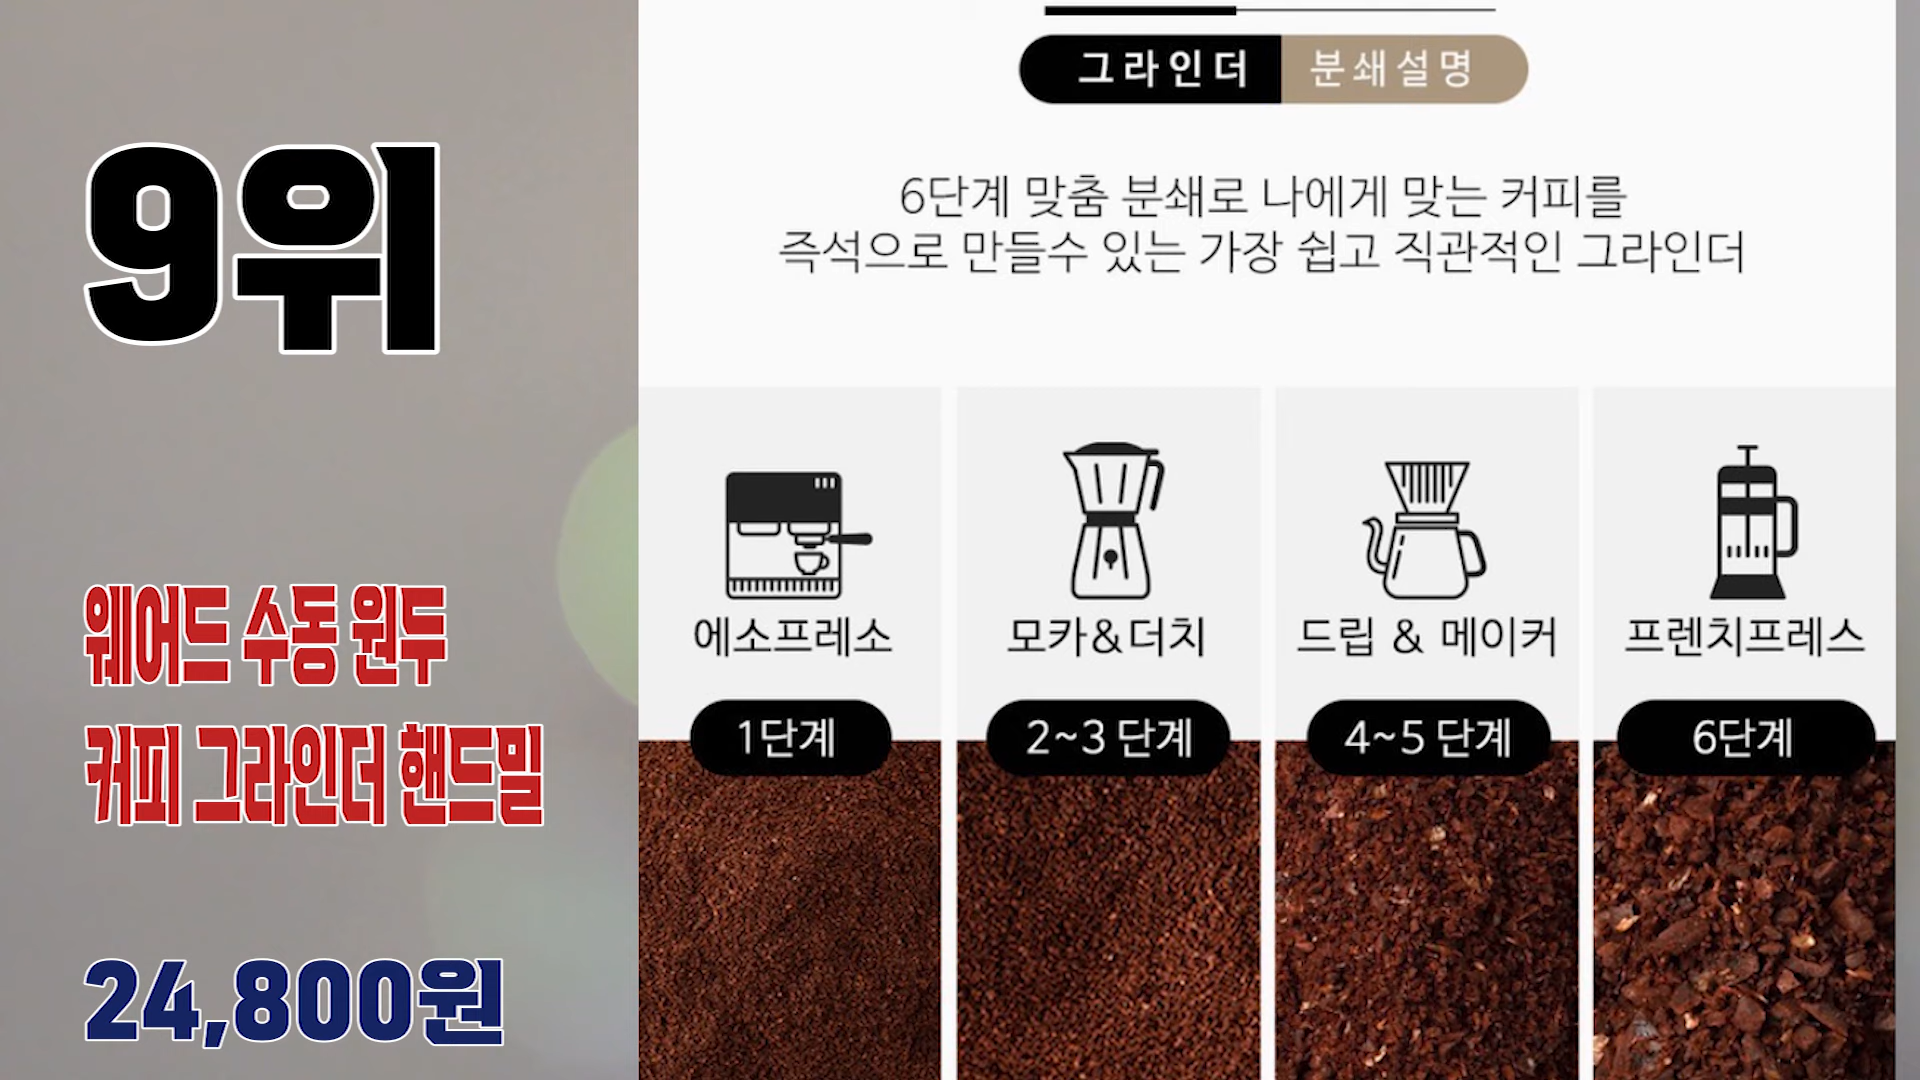 9위
웨어드 수동 원두
커피 그라인더 핸드밀
24,800원
그라인더 분쇄설명
6단계 맞춤 분쇄로 나에게 맞는 커피를
즉석으로 만들수 있는 가장 쉽고 직관적인 그라인더
에소프레소
1단계
모카&더치
2~3 단계
드립 & 메이커
4~5 단계
프렌치프레스
6단계